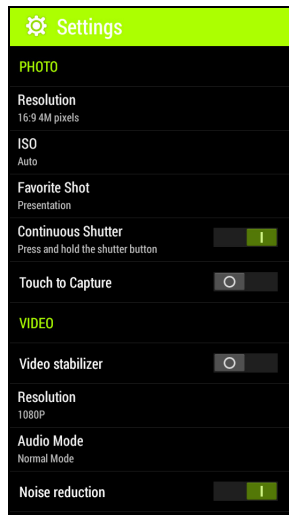 Settings
PHOTO
Resolution
16:9 4M pixels
ISO
Auto
Favorite Shot
Presentation
Continuous Shutter
Press and hold the shutter button
Touch to Capture
VIDEO
Video stabilizer
Resolution
1080P
Audio Mode
Normal Mode
Noise reduction